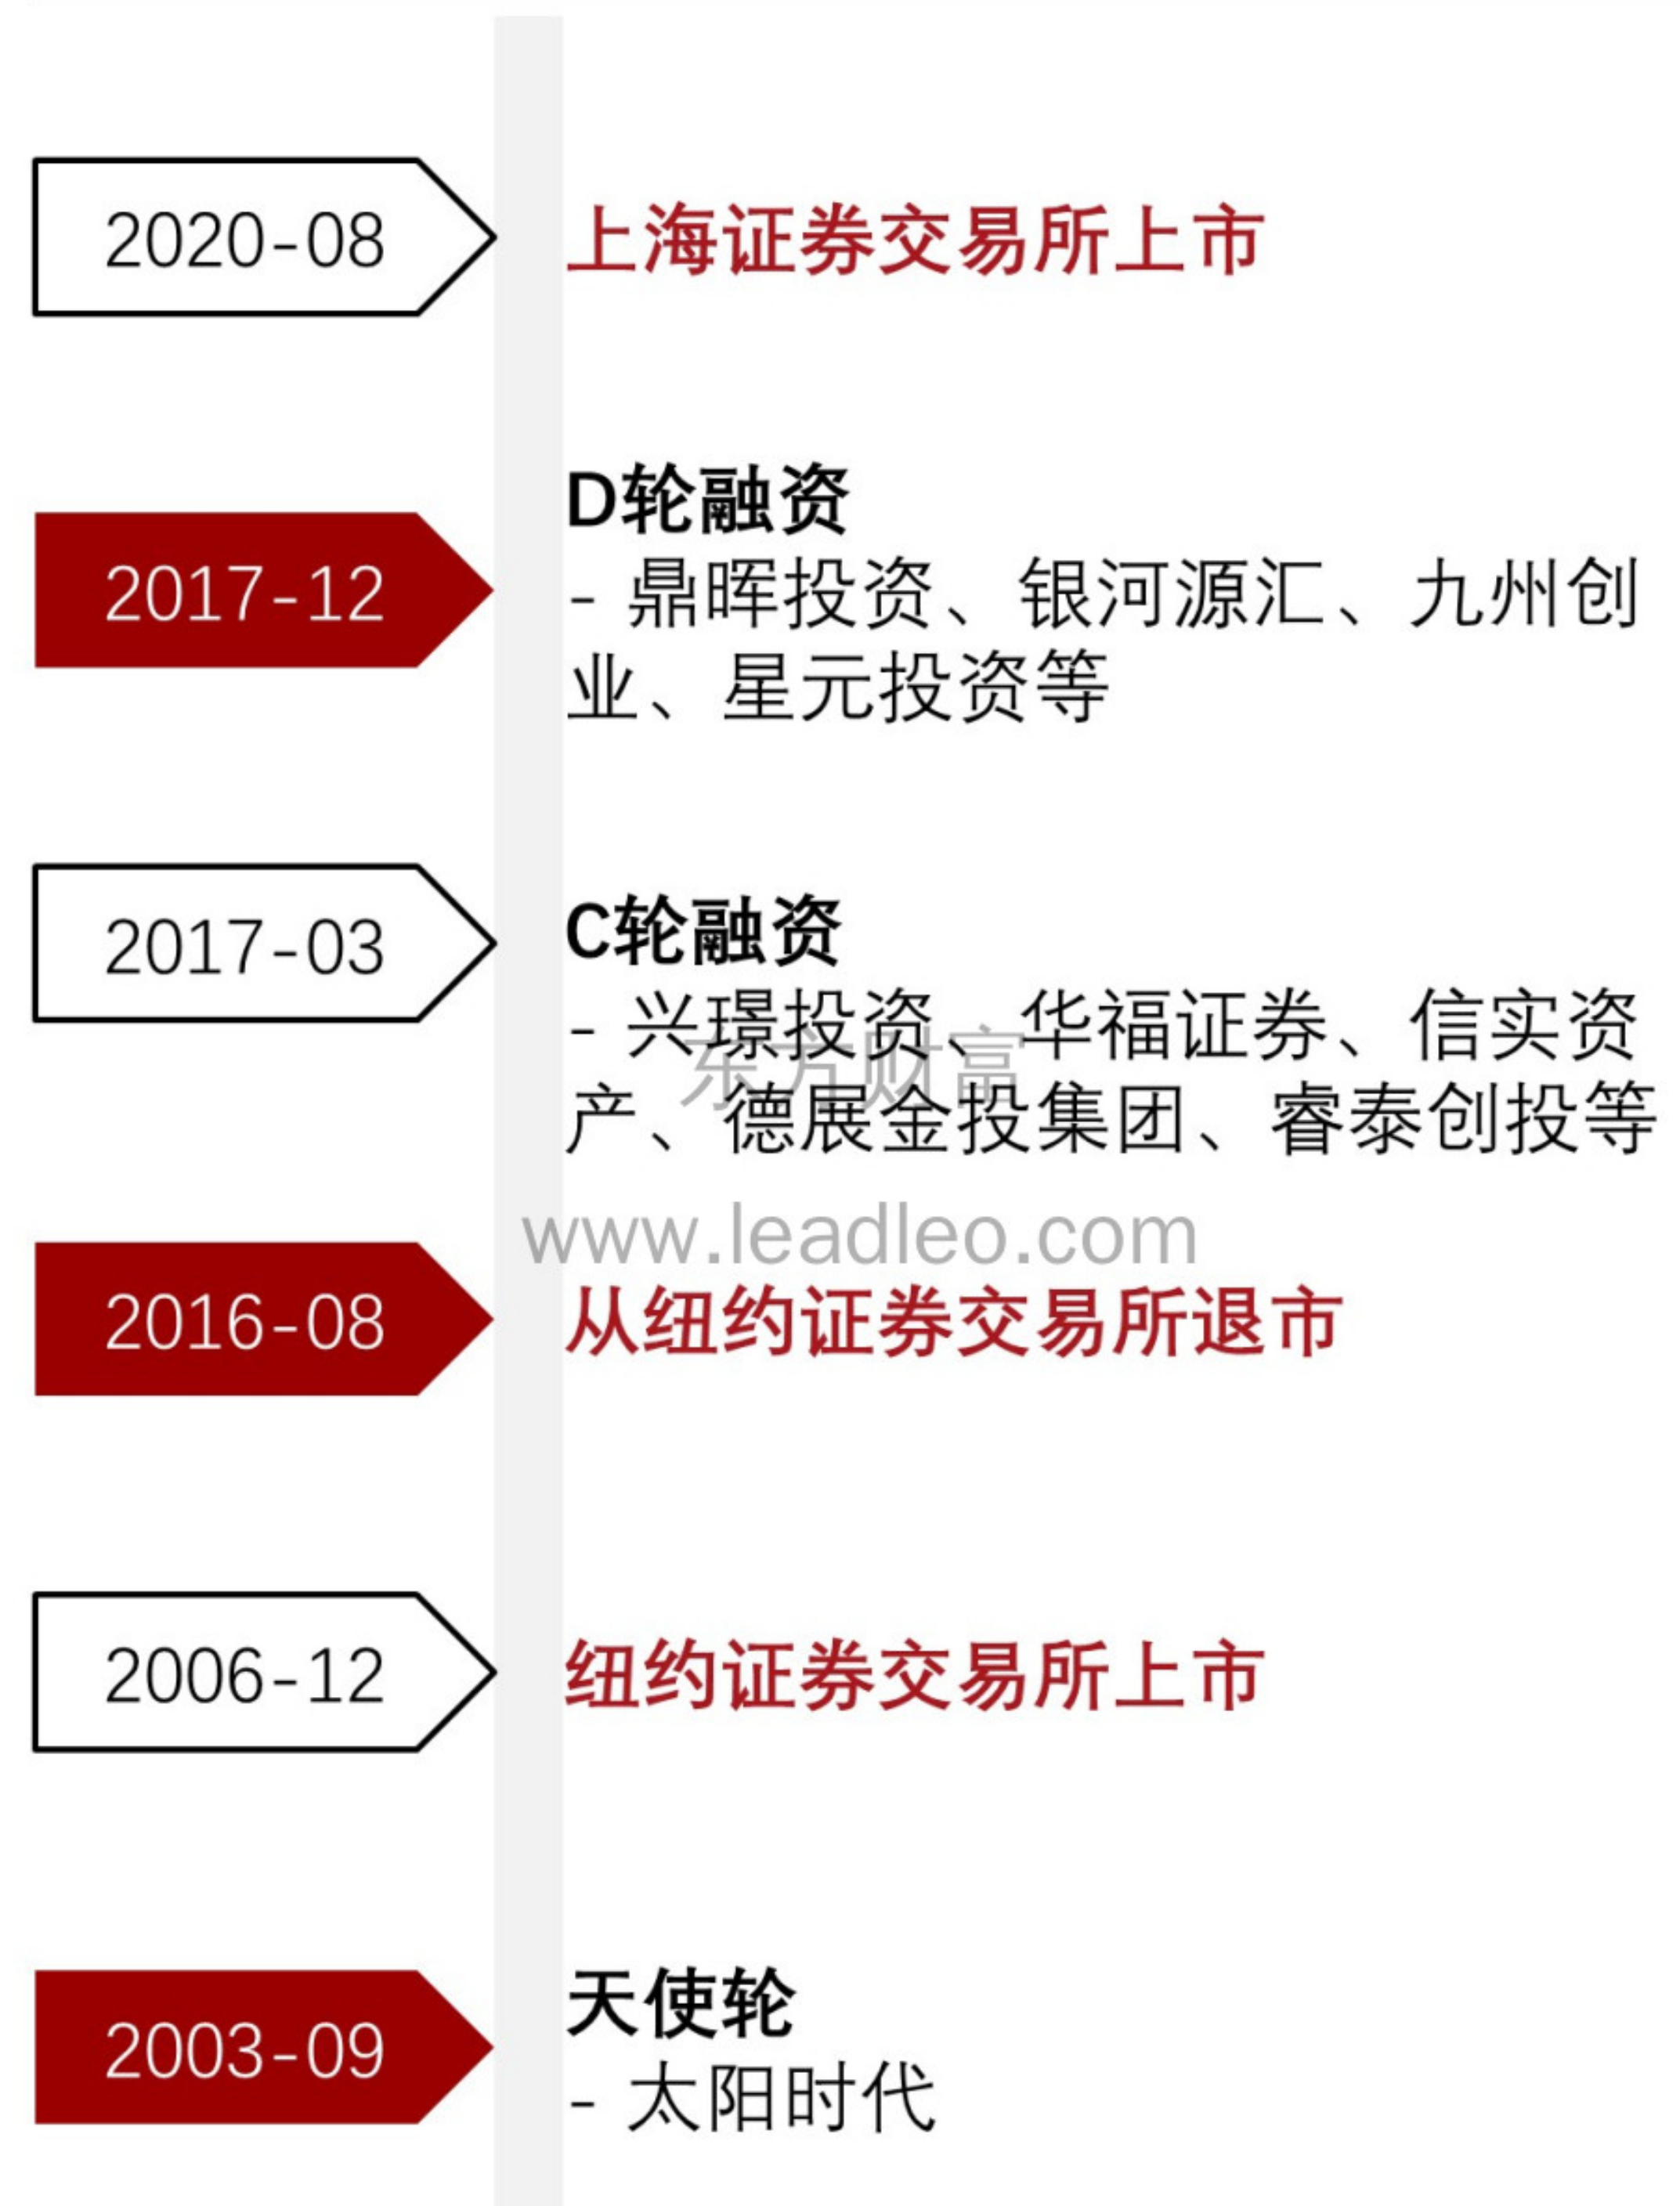 2020-08
上海证券交易所上市
2017-12
D轮融资
- 鼎晖投资、银河源汇、九州创
业、星元投资等
2017-03
C轮融资
- 兴璟投资、华福证券、信实资
产、德展金投集团、睿泰创投等
东方财富
www.leadleo.com
2016-08
从纽约证券交易所退市
2006-12
纽约证券交易所上市
2003-09
天使轮
- 太阳时代